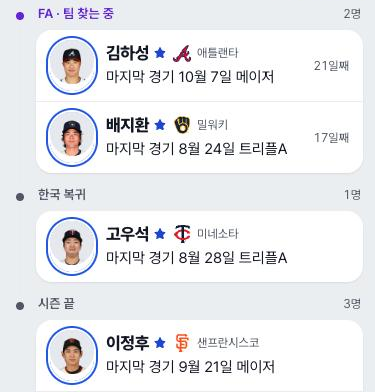 FA · 팀 찾는 중 2명
김하성 애틀랜타
마지막 경기 10월 7일 메이저 21일째
배지환 밀워키
마지막 경기 8월 24일 트리플A 17일째
한국 복귀 1명
고우석 미네소타
마지막 경기 8월 28일 트리플A
시즌 끝 3명
이정후 샌프란시스코
마지막 경기 9월 21일 메이저